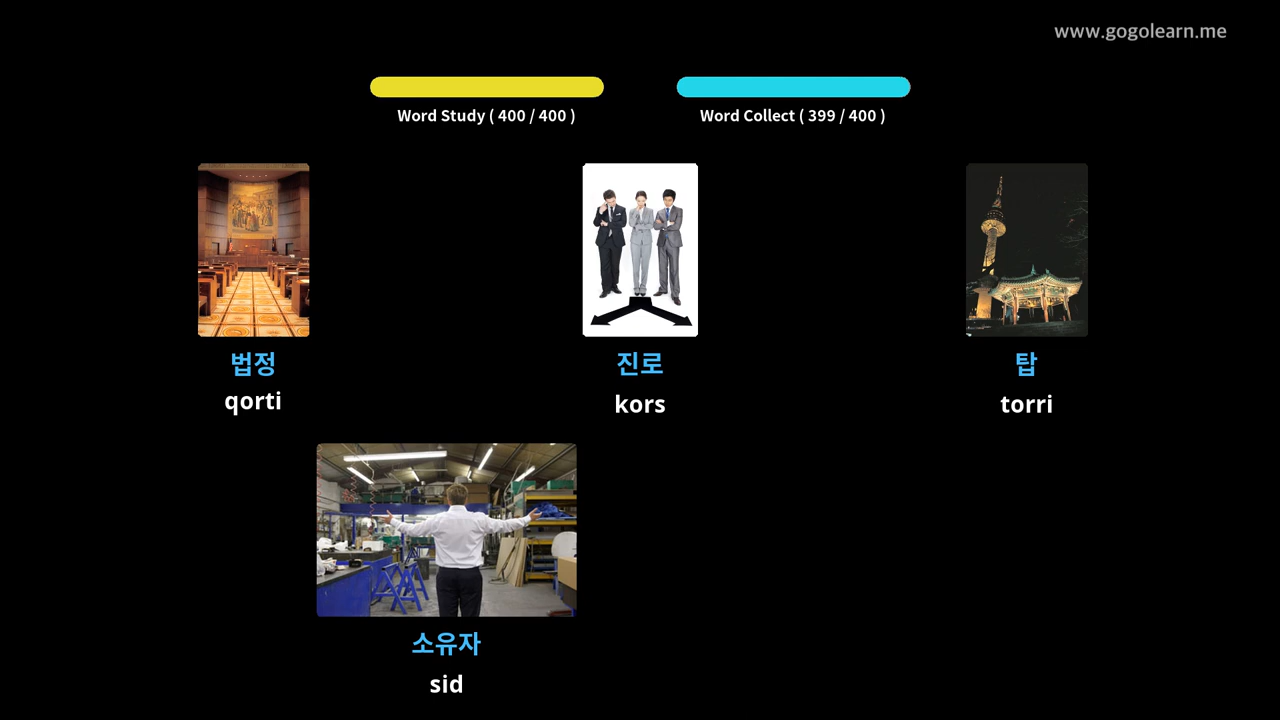 www.gogolearn.me
Word Study ( 400 / 400 )
Word Collect ( 399 / 400 )
법정
진로
탑
qorti
kors
torri
소유자
sid